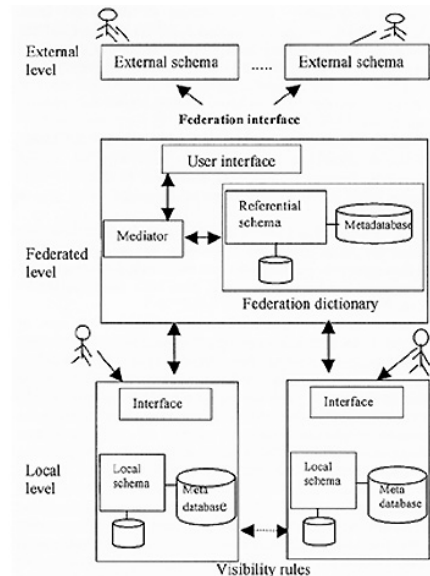 External level
External schema
.....
External schema
Federation interface
User interface
Federated level
Mediator
Referential schema
Metadatabase
Federation dictionary
Local level
Interface
Local schema
Meta database
Interface
Local schema
Meta database
Visibility rules